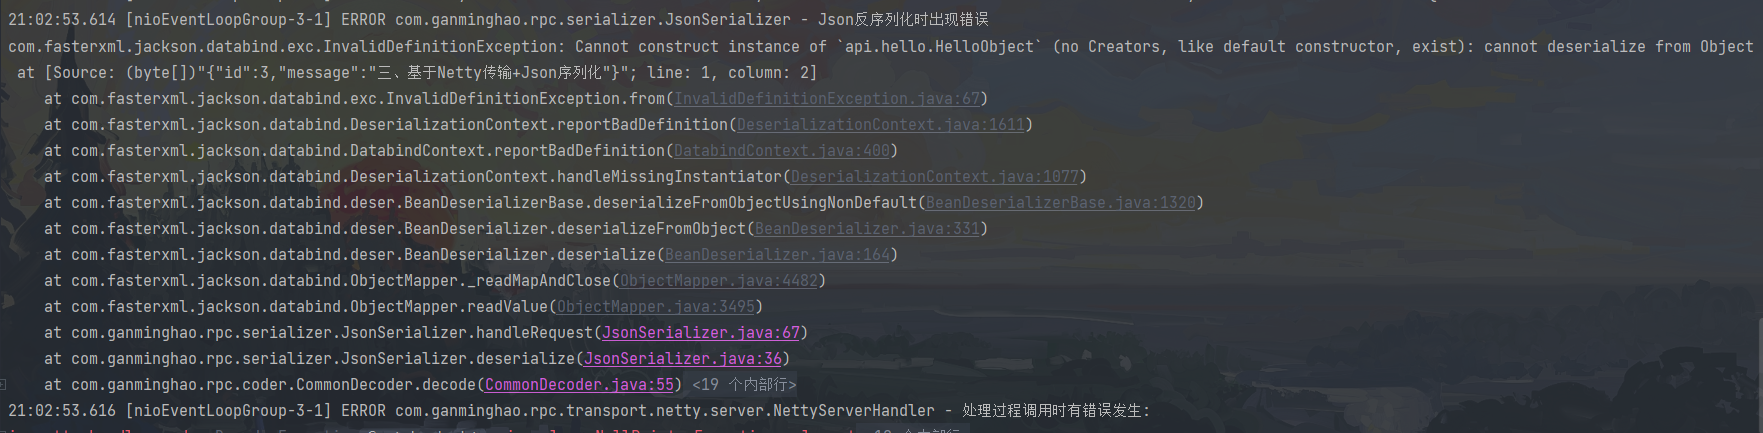 21:02:53.614 [nioEventLoopGroup-3-1] ERROR com.ganminghao.rpc.serializer.JsonSerializer - Json反序列化时出现错误
com.fasterxml.jackson.databind.exc.InvalidDefinitionException: Cannot construct instance of `api.hello.HelloObject` (no Creators, like default constructor, exist): cannot deserialize from Object
at [Source: (byte[])"{"id":3,"message":"三、基于Netty传输+Json序列化"}"; line: 1, column: 2]
at com.fasterxml.jackson.databind.exc.InvalidDefinitionException.from(InvalidDefinitionException.java:67)
at com.fasterxml.jackson.databind.DeserializationContext.reportBadDefinition(DeserializationContext.java:1611)
at com.fasterxml.jackson.databind.DatabindContext.reportBadDefinition(DatabindContext.java:400)
at com.fasterxml.jackson.databind.DeserializationContext.handleMissingInstantiator(DeserializationContext.java:1077)
at com.fasterxml.jackson.databind.deser.BeanDeserializerBase.deserializeFromObjectUsingNonDefault(BeanDeserializerBase.java:1320)
at com.fasterxml.jackson.databind.deser.BeanDeserializer.deserializeFromObject(BeanDeserializer.java:331)
at com.fasterxml.jackson.databind.deser.BeanDeserializer.deserialize(BeanDeserializer.java:164)
at com.fasterxml.jackson.databind.ObjectMapper._readMapAndClose(ObjectMapper.java:4482)
at com.fasterxml.jackson.databind.ObjectMapper.readValue(ObjectMapper.java:3495)
at com.ganminghao.rpc.serializer.JsonSerializer.handleRequest(JsonSerializer.java:67)
at com.ganminghao.rpc.serializer.JsonSerializer.deserialize(JsonSerializer.java:36)
at com.ganminghao.rpc.coder.CommonDecoder.decode(CommonDecoder.java:55) <19 个内部行>
21:02:53.616 [nioEventLoopGroup-3-1] ERROR com.ganminghao.rpc.transport.netty.server.NettyServerHandler - 处理过程调用时有错误发生: